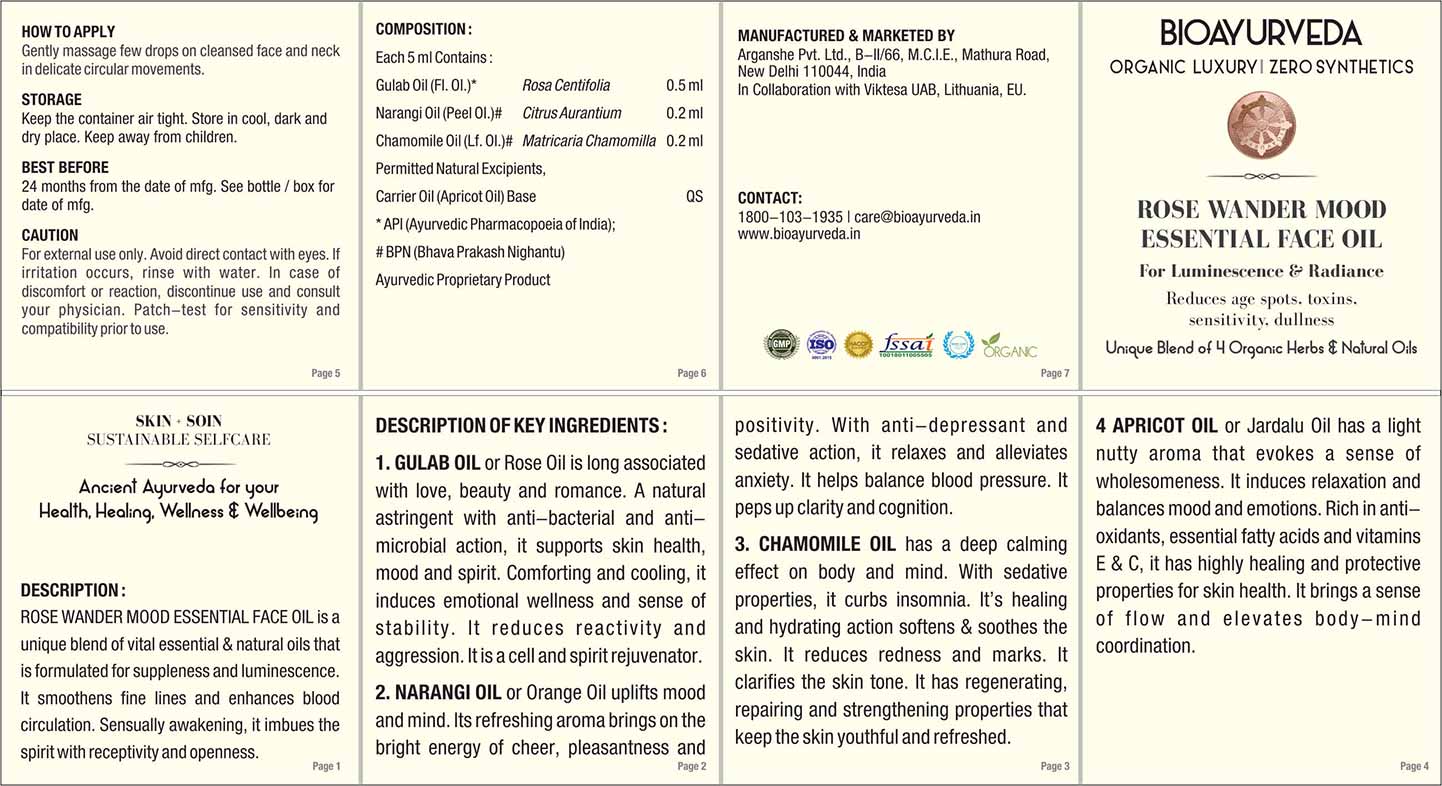 HOW TO APPLY
Gently massage few drops on cleansed face and neck
in delicate circular movements.
STORAGE
Keep the container air tight. Store in cool, dark and
dry place. Keep away from children.
BEST BEFORE
24 months from the date of mfg. See bottle / box for
date of mfg.
CAUTION
For external use only. Avoid direct contact with eyes. If
irritation occurs, rinse with water. In case of
discomfort or reaction, discontinue use and consult
your physician. Patch–test for sensitivity and
compatibility prior to use.
Page 5
COMPOSITION :
Each 5 ml Contains :
Gulab Oil (Fl. Ol.)* Rosa Centifolia 0.5 ml
Narangi Oil (Peel Ol.)# Citrus Aurantium 0.2 ml
Chamomile Oil (Lf. Ol.)# Matricaria Chamomilla 0.2 ml
Permitted Natural Excipients,
Carrier Oil (Apricot Oil) Base QS
* API (Ayurvedic Pharmacopoeia of India);
# BPN (Bhava Prakash Nighantu)
Ayurvedic Proprietary Product
Page 6
MANUFACTURED & MARKETED BY
Arganshe Pvt. Ltd., B–II/66, M.C.I.E., Mathura Road,
New Delhi 110044, India
In Collaboration with Viktesa UAB, Lithuania, EU.
CONTACT:
1800–103–1935 | care@bioayurveda.in
www.bioayurveda.in
GMP
ISO
9001:2015
HACCP
fssai
10018011005505
ORGANIC
Page 7
BIOAYURVEDA
ORGANIC LUXURY| ZERO SYNTHETICS
ROSE WANDER MOOD
ESSENTIAL FACE OIL
For Luminescence & Radiance
Reduces age spots, toxins,
sensitivity, dullness
Unique Blend of 4 Organic Herbs & Natural Oils
SKIN + SOIN
SUSTAINABLE SELFCARE
Ancient Ayurveda for your
Health, Healing, Wellness & Wellbeing
DESCRIPTION :
ROSE WANDER MOOD ESSENTIAL FACE OIL is a
unique blend of vital essential & natural oils that
is formulated for suppleness and luminescence.
It smoothens fine lines and enhances blood
circulation. Sensually awakening, it imbues the
spirit with receptivity and openness.
Page 1
DESCRIPTION OF KEY INGREDIENTS :
1. GULAB OIL or Rose Oil is long associated
with love, beauty and romance. A natural
astringent with anti–bacterial and anti–
microbial action, it supports skin health,
mood and spirit. Comforting and cooling, it
induces emotional wellness and sense of
stability. It reduces reactivity and
aggression. It is a cell and spirit rejuvenator.
2. NARANGI OIL or Orange Oil uplifts mood
and mind. Its refreshing aroma brings on the
bright energy of cheer, pleasantness and
Page 2
positivity. With anti–depressant and
sedative action, it relaxes and alleviates
anxiety. It helps balance blood pressure. It
peps up clarity and cognition.
3. CHAMOMILE OIL has a deep calming
effect on body and mind. With sedative
properties, it curbs insomnia. It's healing
and hydrating action softens & soothes the
skin. It reduces redness and marks. It
clarifies the skin tone. It has regenerating,
repairing and strengthening properties that
keep the skin youthful and refreshed.
Page 3
4 APRICOT OIL or Jardalu Oil has a light
nutty aroma that evokes a sense of
wholesomeness. It induces relaxation and
balances mood and emotions. Rich in anti–
oxidants, essential fatty acids and vitamins
E & C, it has highly healing and protective
properties for skin health. It brings a sense
of flow and elevates body–mind
coordination.
Page 4